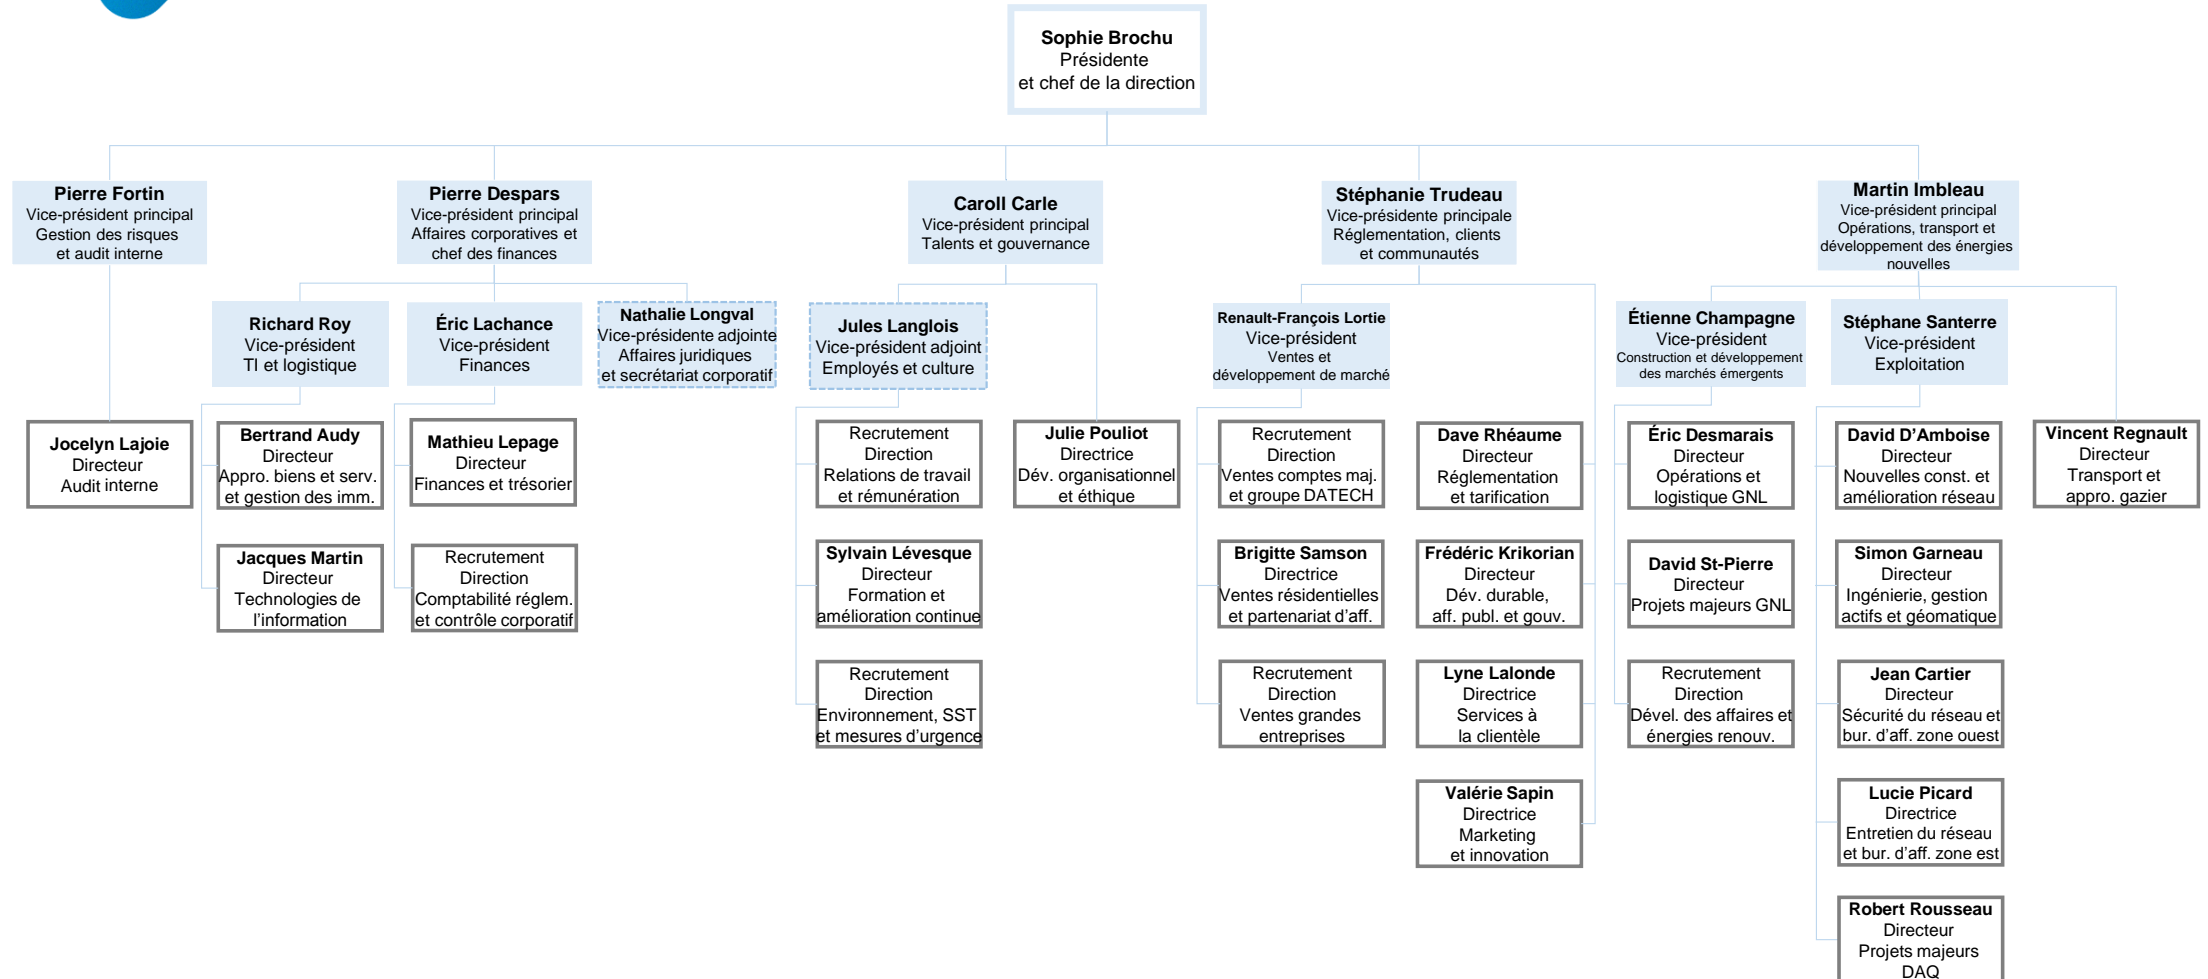 Sophie Brochu
Présidente
et chef de la direction
Pierre Fortin
Vice-président principal
Gestion des risques
et audit interne
Pierre Despars
Vice-président principal
Affaires corporatives et
chef des finances
Caroll Carle
Vice-président principal
Talents et gouvernance
Stéphanie Trudeau
Vice-présidente principale
Réglementation, clients
et communautés
Martin Imbleau
Vice-président principal
Opérations, transport et
développement des énergies
nouvelles
Richard Roy
Vice-président
TI et logistique
Éric Lachance
Vice-président
Finances
Nathalie Longval
Vice-présidente adjointe
Affaires juridiques
et secrétariat corporatif
Jules Langlois
Vice-président adjoint
Employés et culture
Renault-François Lortie
Vice-président
Ventes et
développement de marché
Étienne Champagne
Vice-président
Construction et développement
des marchés émergents
Stéphane Santerre
Vice-président
Exploitation
Jocelyn Lajoie
Directeur
Audit interne
Bertrand Audy
Directeur
Appro. biens et serv.
et gestion des imm.
Mathieu Lepage
Directeur
Finances et trésorier
Recrutement
Direction
Relations de travail
et rémunération
Julie Pouliot
Directrice
Dév. organisationnel
et éthique
Recrutement
Direction
Ventes comptes maj.
et groupe DATECH
Dave Rhéaume
Directeur
Réglementation
et tarification
Éric Desmarais
Directeur
Opérations et
logistique GNL
David D'Amboise
Directeur
Nouvelles const. et
amélioration réseau
Vincent Regnault
Directeur
Transport et
appro. gazier
Jacques Martin
Directeur
Technologies de
l'information
Recrutement
Direction
Comptabilité réglem.
et contrôle corporatif
Sylvain Lévesque
Directeur
Formation et
amélioration continue
Brigitte Samson
Directrice
Ventes résidentielles
et partenariat d'aff.
Frédéric Krikorian
Directeur
Dév. durable,
aff. publ. et gouv.
David St-Pierre
Directeur
Projets majeurs GNL
Simon Garneau
Directeur
Ingénierie, gestion
actifs et géomatique
Recrutement
Direction
Environnement, SST
et mesures d'urgence
Recrutement
Direction
Ventes grandes
entreprises
Lyne Lalonde
Directrice
Services à
la clientèle
Recrutement
Direction
Dével. des affaires et
énergies renouv.
Jean Cartier
Directeur
Sécurité du réseau et
bur. d'aff. zone ouest
Valérie Sapin
Directrice
Marketing
et innovation
Lucie Picard
Directrice
Entretien du réseau
et bur. d'aff. zone est
Robert Rousseau
Directeur
Projets majeurs
DAQ